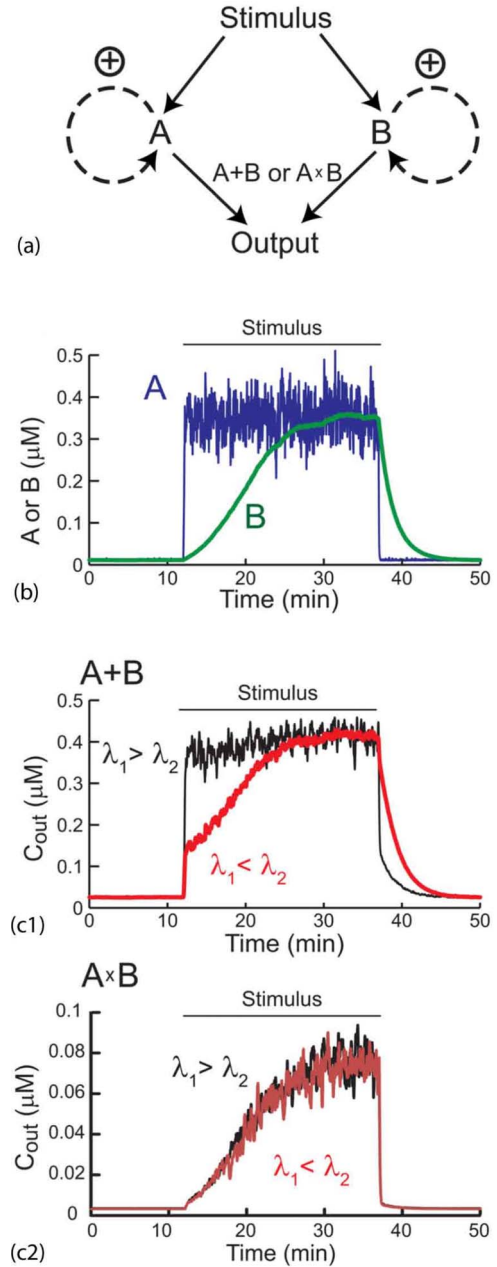 Stimulus
⊕ ⊕
A B
A+B or A×B
Output
(a)
Stimulus
0.5
0.4
0.3
0.2
0.1
0
A or B (μM)
A
B
0 10 20 30 40 50
Time (min)
(b)
A+B
Stimulus
0.5
0.4
0.3
0.2
0.1
0
Cout (μM)
λ1 > λ2
λ1 < λ2
0 10 20 30 40 50
Time (min)
(c1)
A×B
Stimulus
0.1
0.08
0.06
0.04
0.02
0
Cout (μM)
λ1 > λ2
λ1 < λ2
0 10 20 30 40 50
Time (min)
(c2)